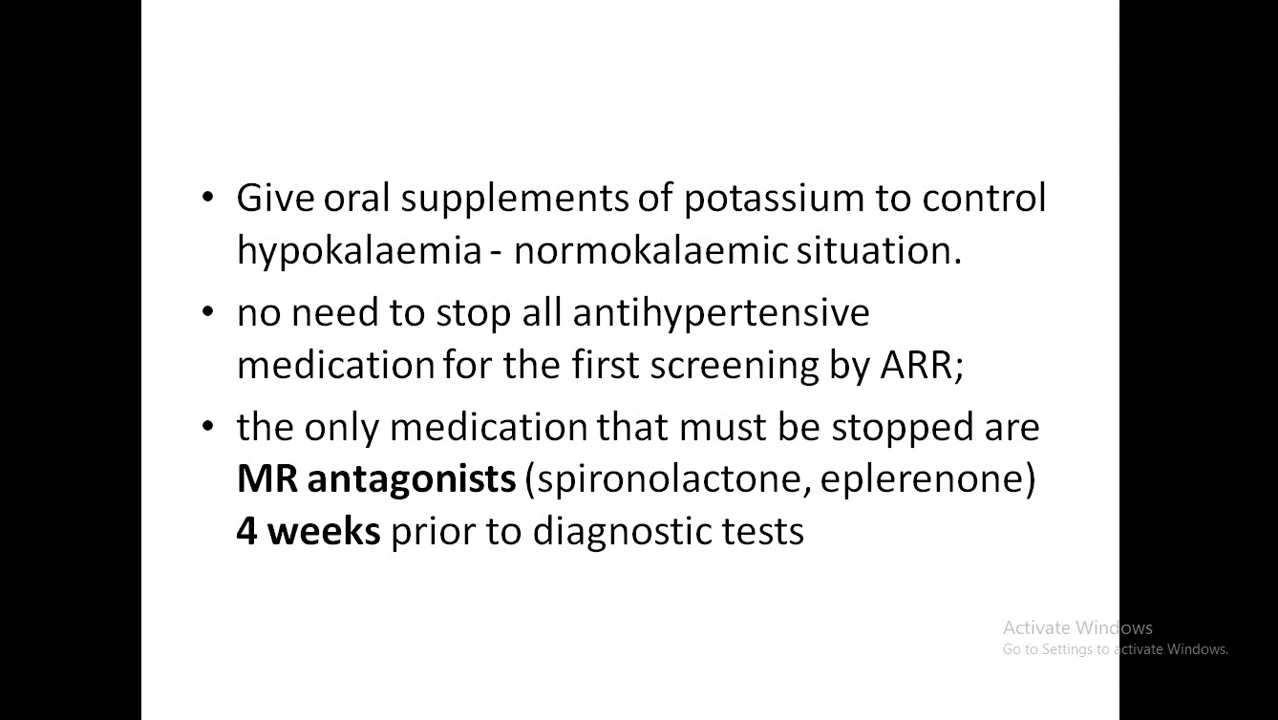 • Give oral supplements of potassium to control
hypokalaemia - normokalaemic situation.
• no need to stop all antihypertensive
medication for the first screening by ARR;
• the only medication that must be stopped are
MR antagonists (spironolactone, eplerenone)
4 weeks prior to diagnostic tests
Activate Windows
Go to Settings to activate Windows.